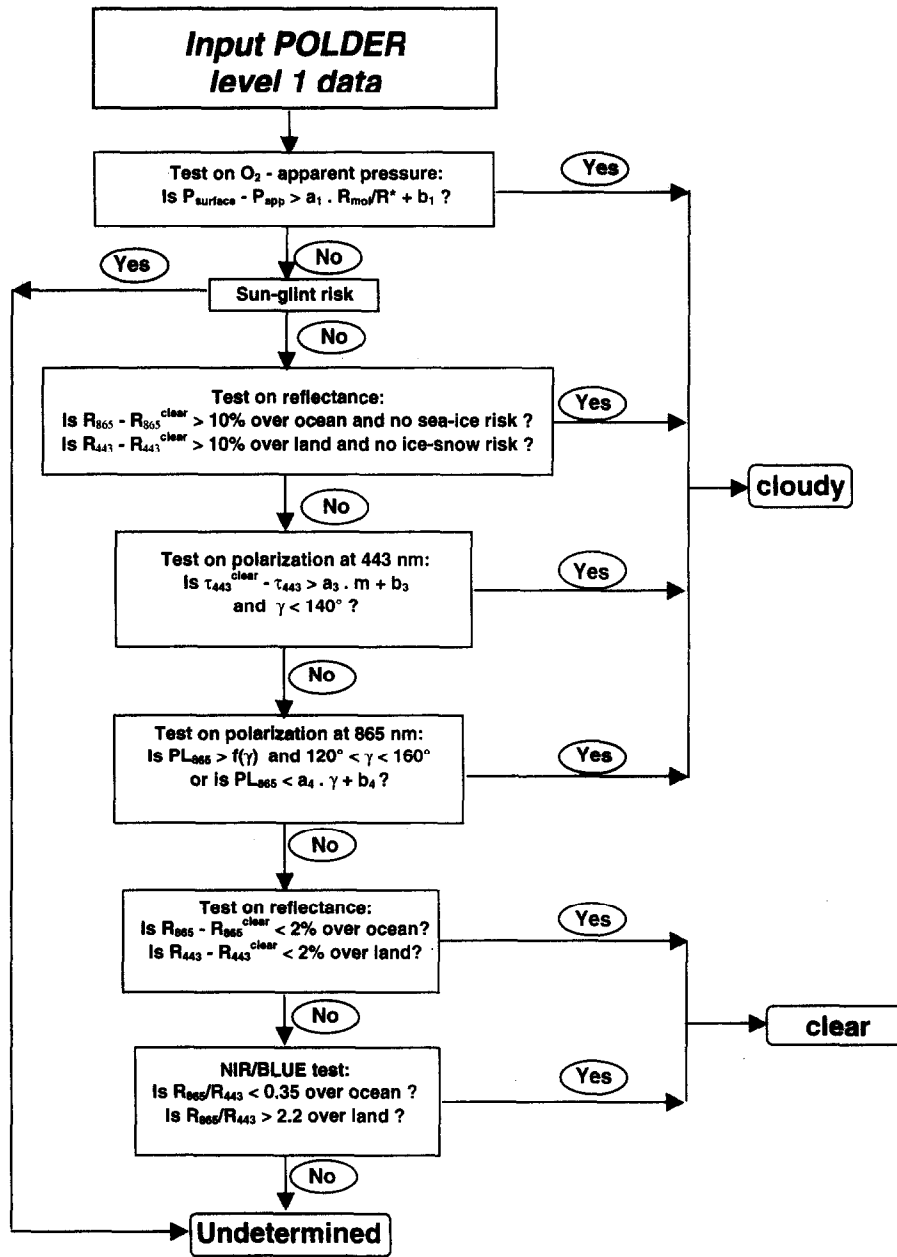 Input POLDER
level 1 data
Test on O₂ - apparent pressure:
Is P_surface - P_app > a₁ . R_mol/R* + b₁ ?
Yes
No
Yes
Sun-glint risk
No
Test on reflectance:
Is R₈₆₅ - R₈₆₅^clear > 10% over ocean and no sea-ice risk ?
Is R₄₄₃ - R₄₄₃^clear > 10% over land and no ice-snow risk ?
Yes
cloudy
No
Test on polarization at 443 nm:
Is τ₄₄₃^clear - τ₄₄₃ > a₃ . m + b₃
and γ < 140° ?
Yes
No
Test on polarization at 865 nm:
Is PL₈₆₅ > f(γ) and 120° < γ < 160°
or is PL₈₆₅ < a₄ . γ + b₄ ?
Yes
No
Test on reflectance:
Is R₈₆₅ - R₈₆₅^clear < 2% over ocean?
Is R₄₄₃ - R₄₄₃^clear < 2% over land?
Yes
No
clear
NIR/BLUE test:
Is R₈₆₅/R₄₄₃ < 0.35 over ocean ?
Is R₈₆₅/R₄₄₃ > 2.2 over land ?
Yes
No
Undetermined